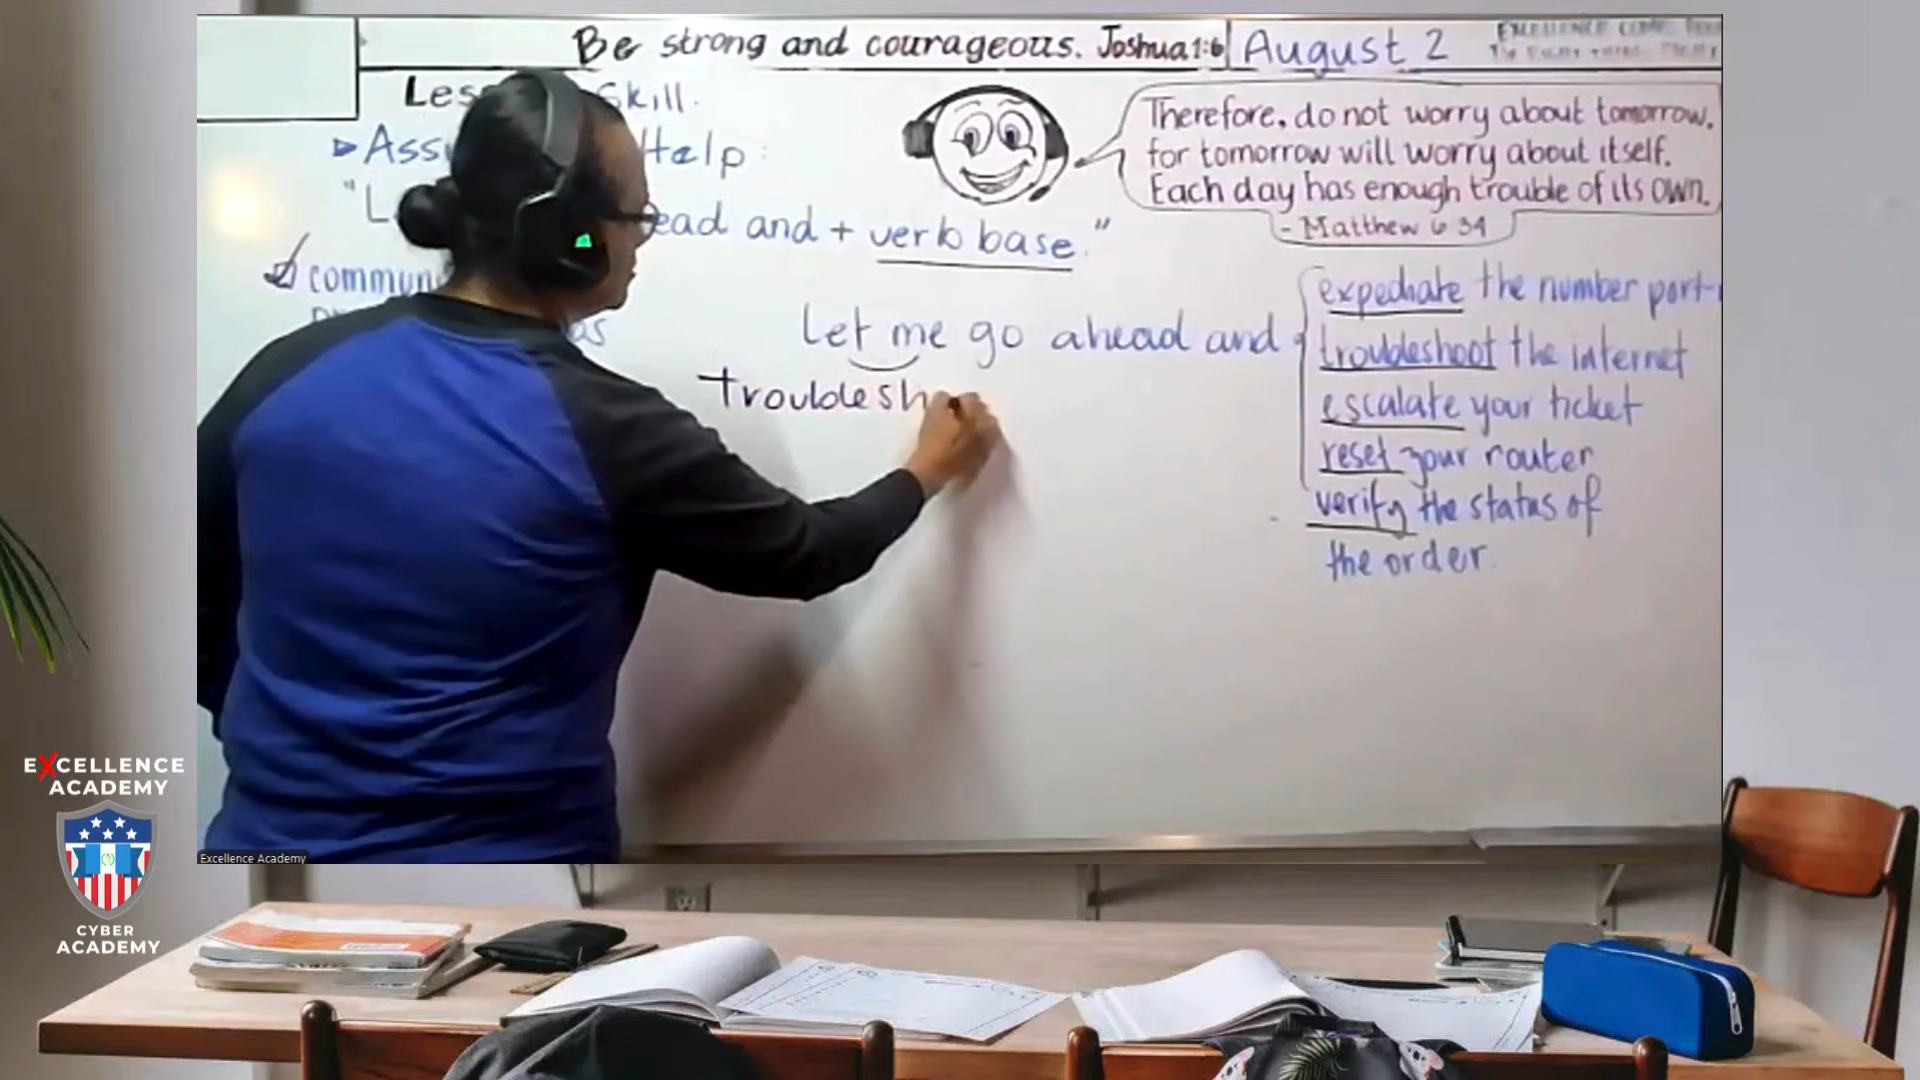 Be strong and courageous. Joshua 1:6
August 2
EXCELLENCE
Les skill.
Therefore, do not worry about tomorrow,
for tomorrow will worry about itself.
Each day has enough trouble of its own.
- Matthew 6 34
➤ Ass Help:
"L ead and + verb base."
commun
expediate the number port-
Let me go ahead and
troubleshoot the internet
troublesh
escalate your ticket
reset your router
verify the status of
the order.
Excellence Academy
EXCELLENCE
ACADEMY
CYBER
ACADEMY